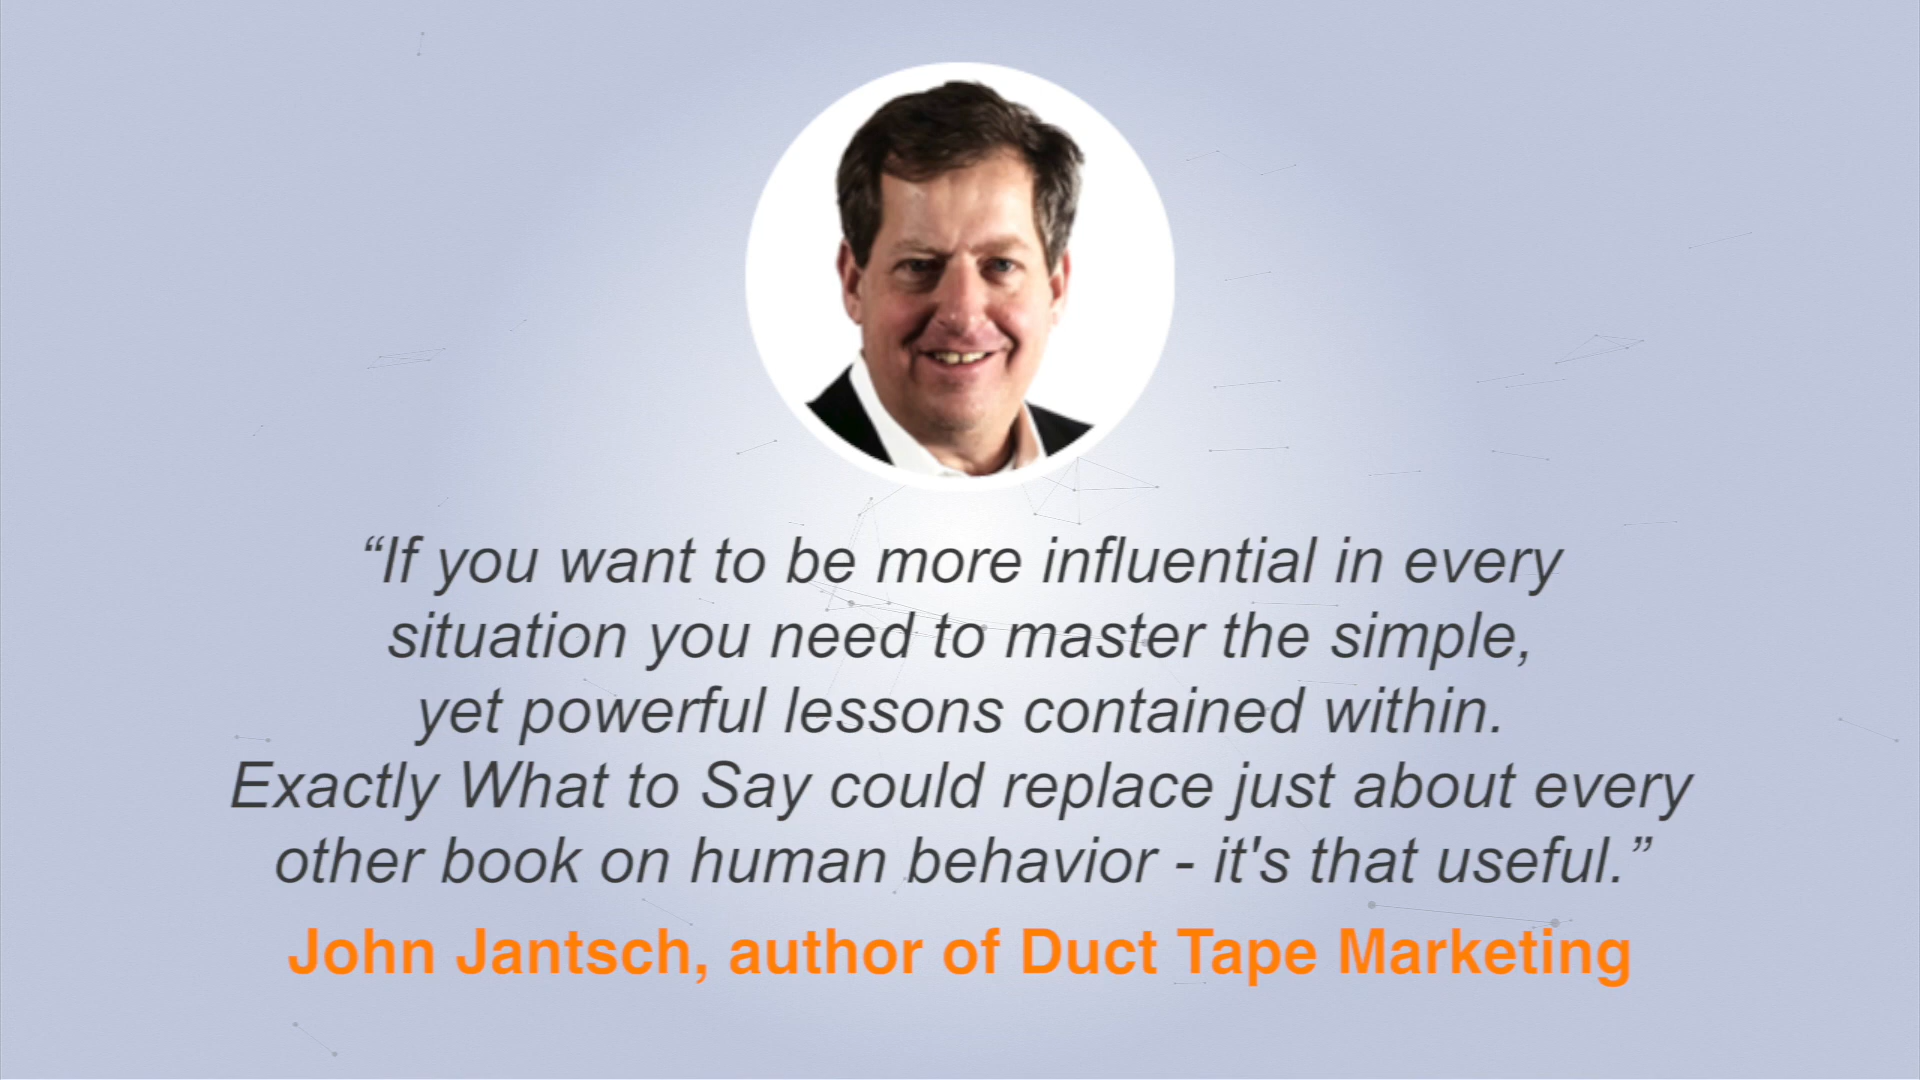 “If you want to be more influential in every
situation you need to master the simple,
yet powerful lessons contained within.
Exactly What to Say could replace just about every
other book on human behavior - it's that useful.”
John Jantsch, author of Duct Tape Marketing